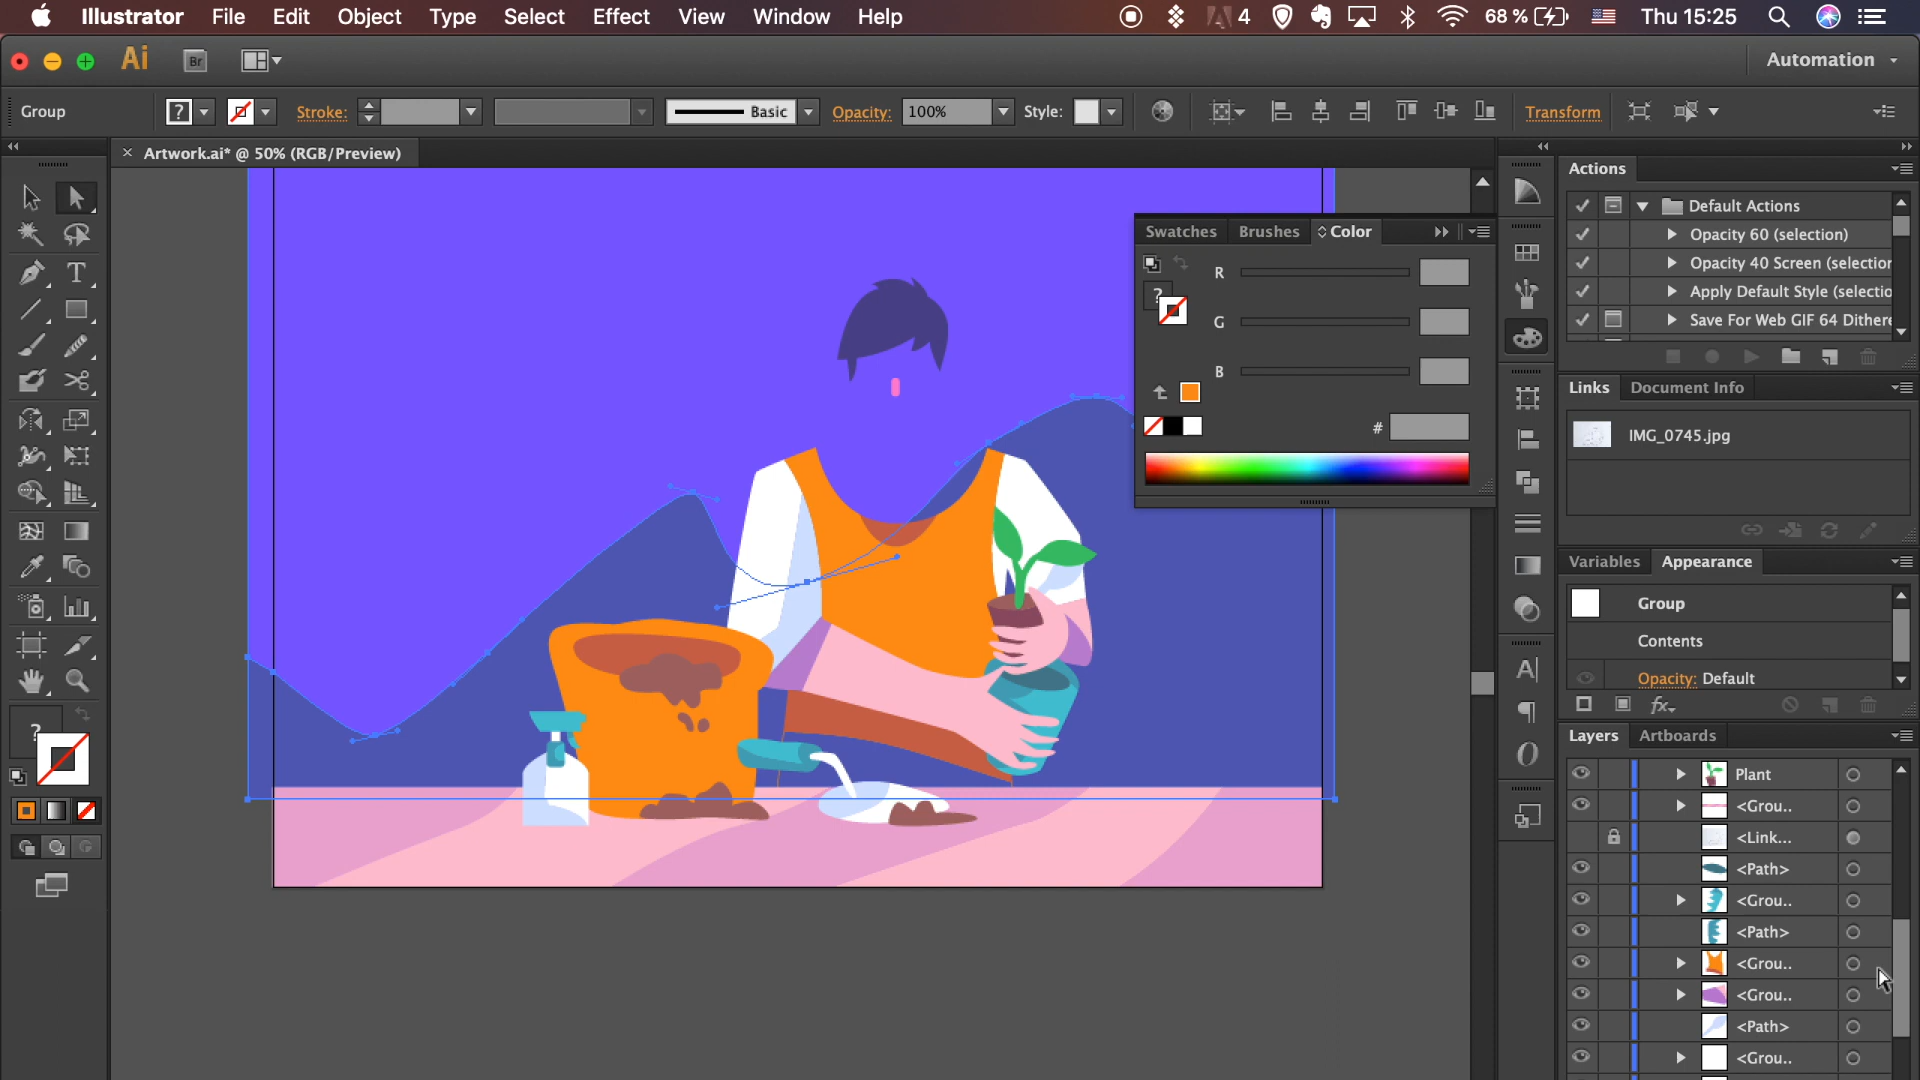 Illustrator File Edit Object Type Select Effect View Window Help 4 68 % Thu 15:25
Ai Br Automation
Group ? Stroke: Basic Opacity: 100% Style: Transform
× Artwork.ai* @ 50% (RGB/Preview)
Actions
Default Actions
Opacity 60 (selection)
Opacity 40 Screen (selection
Apply Default Style (selectio
Save For Web GIF 64 Dithere
Swatches Brushes Color
R
?
G
B
#
Links Document Info
IMG_0745.jpg
Variables Appearance
Group
Contents
Opacity: Default
fx
Layers Artboards
Plant
<Grou..
<Link...
<Path>
<Grou..
<Path>
<Grou..
<Grou..
<Path>
<Grou..
T
?
A
O